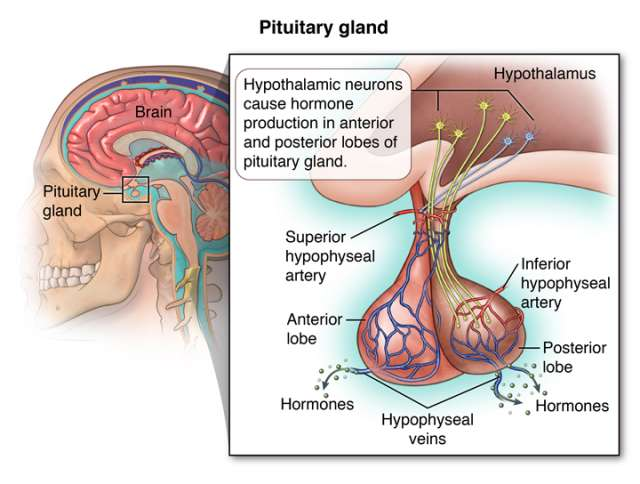 Pituitary gland
Hypothalamic neurons
cause hormone
production in anterior
and posterior lobes of
pituitary gland.
Hypothalamus
Brain
Pituitary
gland
Superior
hypophyseal
artery
Inferior
hypophyseal
artery
Anterior
lobe
Posterior
lobe
Hormones
Hypophyseal
veins
Hormones